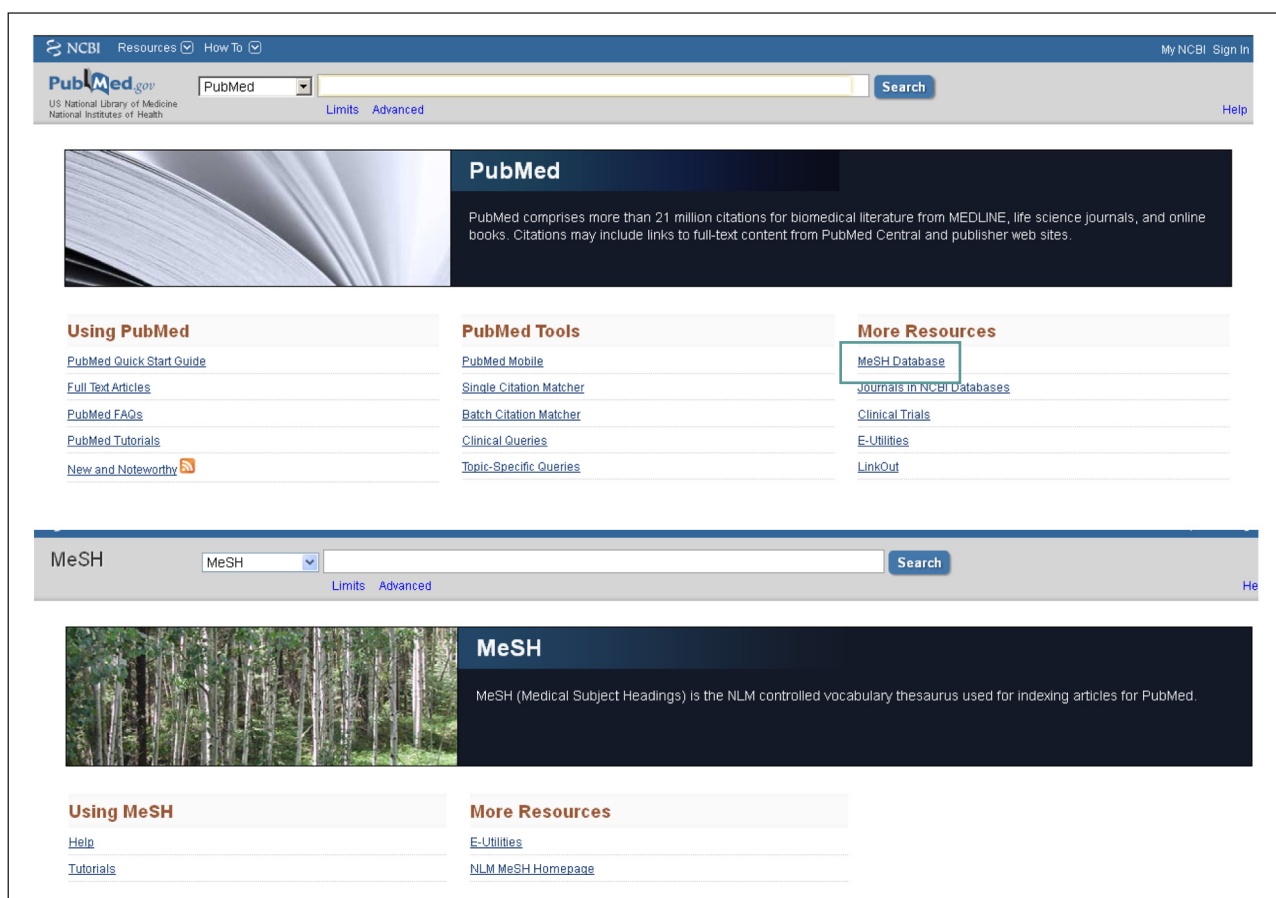 NCBI Resources How To My NCBI Sign In
PubMed.gov PubMed Search
US National Library of Medicine
National Institutes of Health
Limits Advanced Help
PubMed
PubMed comprises more than 21 million citations for biomedical literature from MEDLINE, life science journals, and online
books. Citations may include links to full-text content from PubMed Central and publisher web sites.
Using PubMed
PubMed Quick Start Guide
Full Text Articles
PubMed FAQs
PubMed Tutorials
New and Noteworthy
PubMed Tools
PubMed Mobile
Single Citation Matcher
Batch Citation Matcher
Clinical Queries
Topic-Specific Queries
More Resources
MeSH Database
Journals in NCBI Databases
Clinical Trials
E-Utilities
LinkOut
MeSH MeSH Search
Limits Advanced He
MeSH
MeSH (Medical Subject Headings) is the NLM controlled vocabulary thesaurus used for indexing articles for PubMed.
Using MeSH
Help
Tutorials
More Resources
E-Utilities
NLM MeSH Homepage